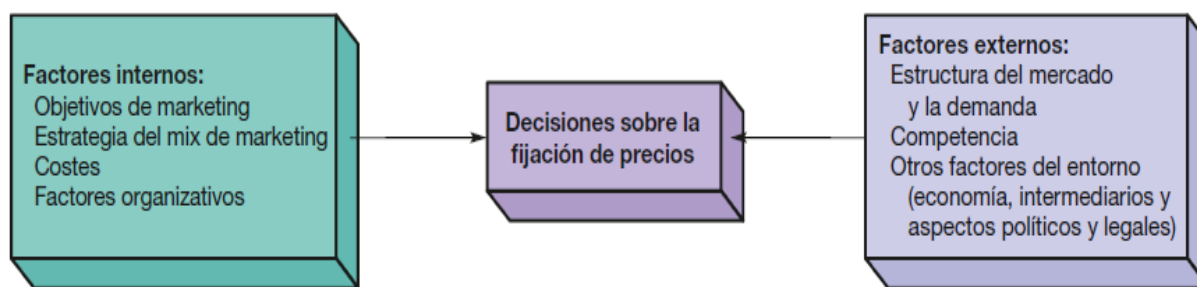 Factores internos:
Objetivos de marketing
Estrategia del mix de marketing
Costes
Factores organizativos
Decisiones sobre la
fijación de precios
Factores externos:
Estructura del mercado
y la demanda
Competencia
Otros factores del entorno
(economía, intermediarios y
aspectos políticos y legales)